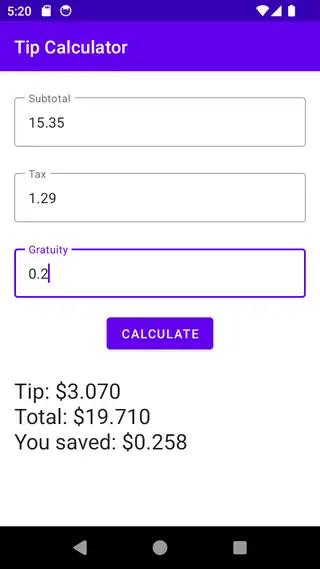 5:20
Tip Calculator
Subtotal
15.35
Tax
1.29
Gratuity
0.2
CALCULATE
Tip: $3.070
Total: $19.710
You saved: $0.258